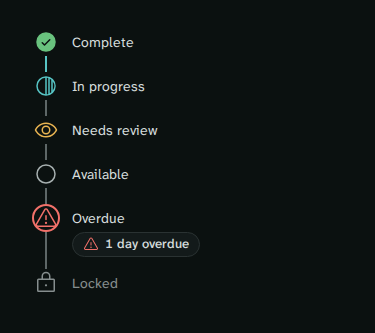 Complete
In progress
Needs review
Available
Overdue
1 day overdue
Locked